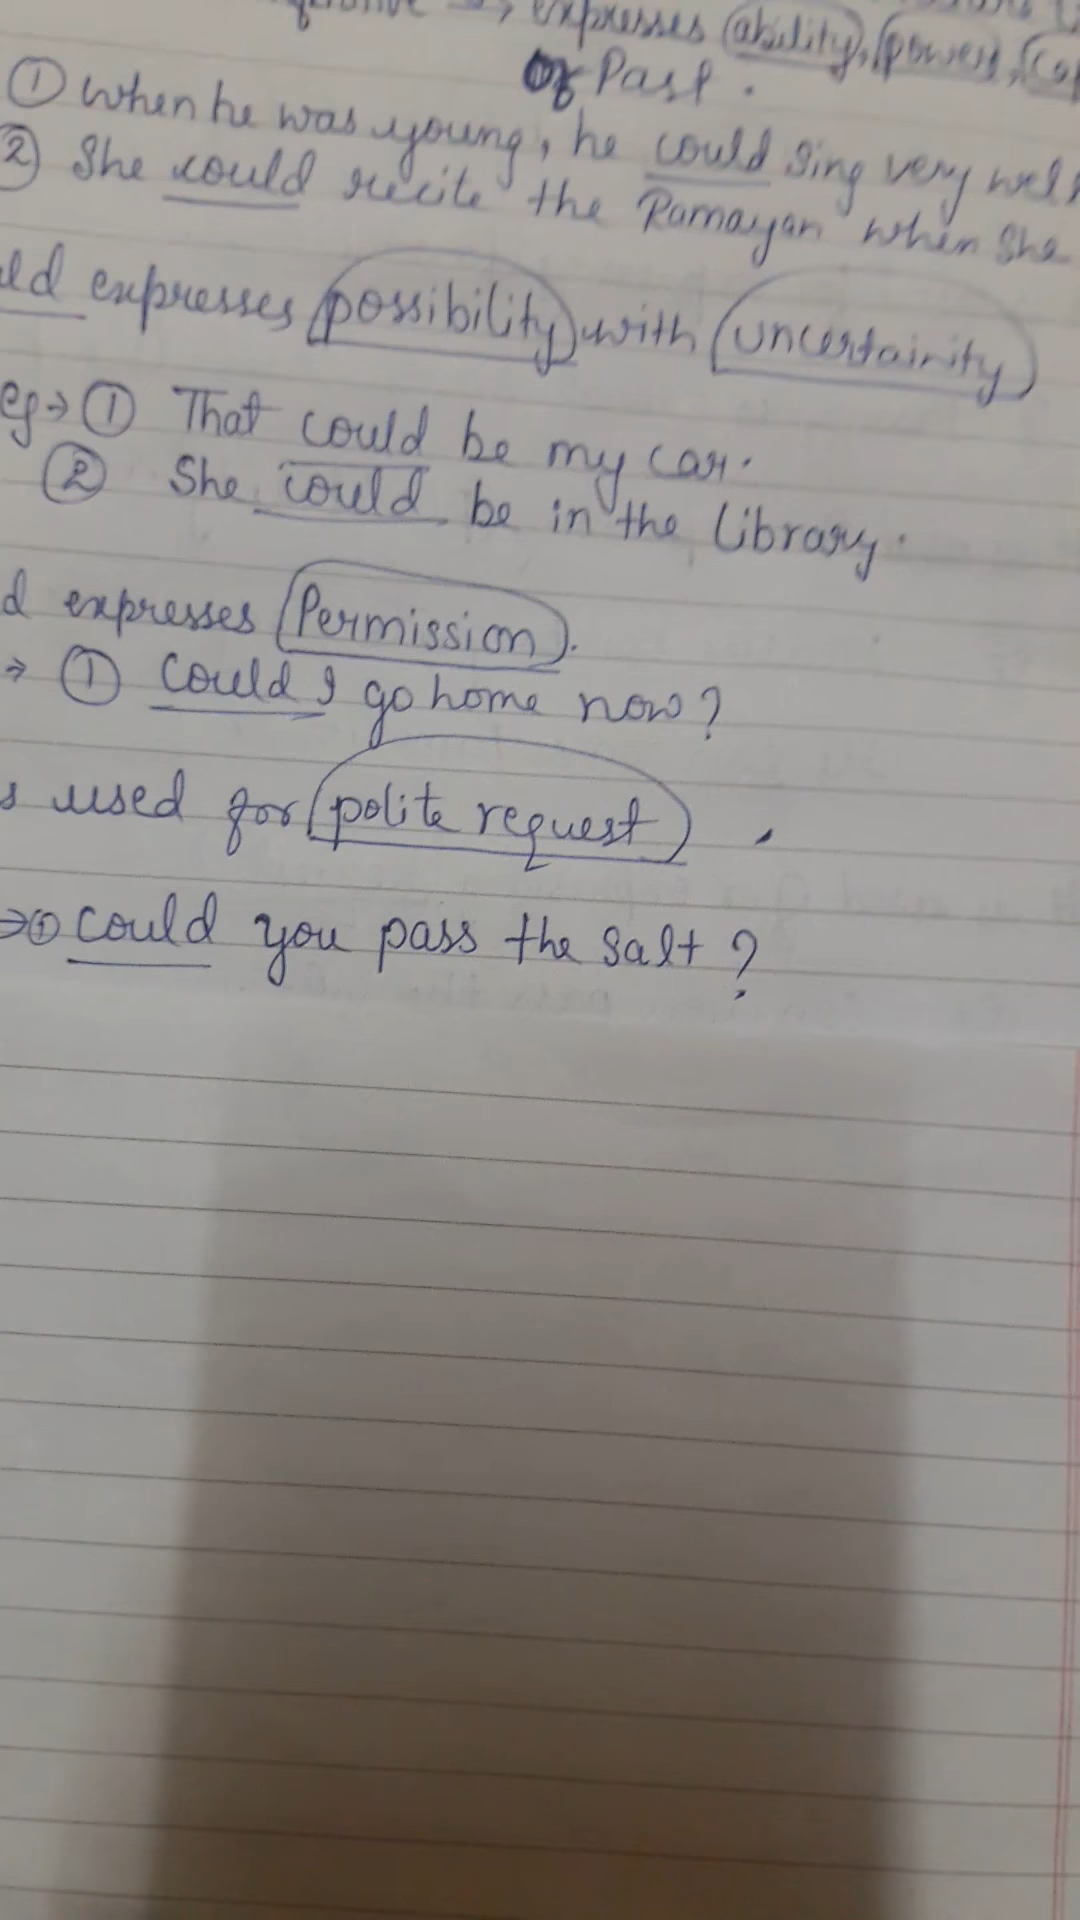 expresses ability, power,
of Past.
① When he was young, he could sing very well
② She could recite the Ramayan when she
ld expresses possibility with uncertainity
eg→ ① That could be my car.
② She could be in the Library.
d expresses Permission.
→ ① Could I go home now?
s used for polite request.
→① Could you pass the salt?